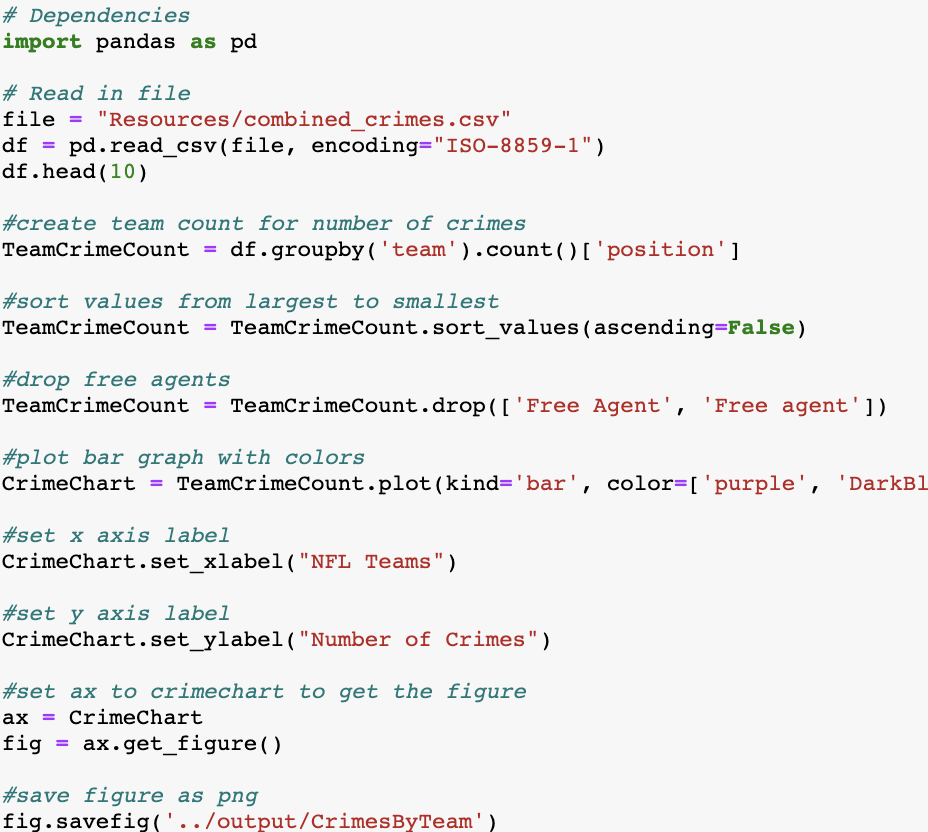 # Dependencies
import pandas as pd
# Read in file
file = "Resources/combined_crimes.csv"
df = pd.read_csv(file, encoding="ISO-8859-1")
df.head(10)
#create team count for number of crimes
TeamCrimeCount = df.groupby('team').count()['position']
#sort values from largest to smallest
TeamCrimeCount = TeamCrimeCount.sort_values(ascending=False)
#drop free agents
TeamCrimeCount = TeamCrimeCount.drop(['Free Agent', 'Free agent'])
#plot bar graph with colors
CrimeChart = TeamCrimeCount.plot(kind='bar', color=['purple', 'DarkBl
#set x axis label
CrimeChart.set_xlabel("NFL Teams")
#set y axis label
CrimeChart.set_ylabel("Number of Crimes")
#set ax to crimechart to get the figure
ax = CrimeChart
fig = ax.get_figure()
#save figure as png
fig.savefig('../output/CrimesByTeam')